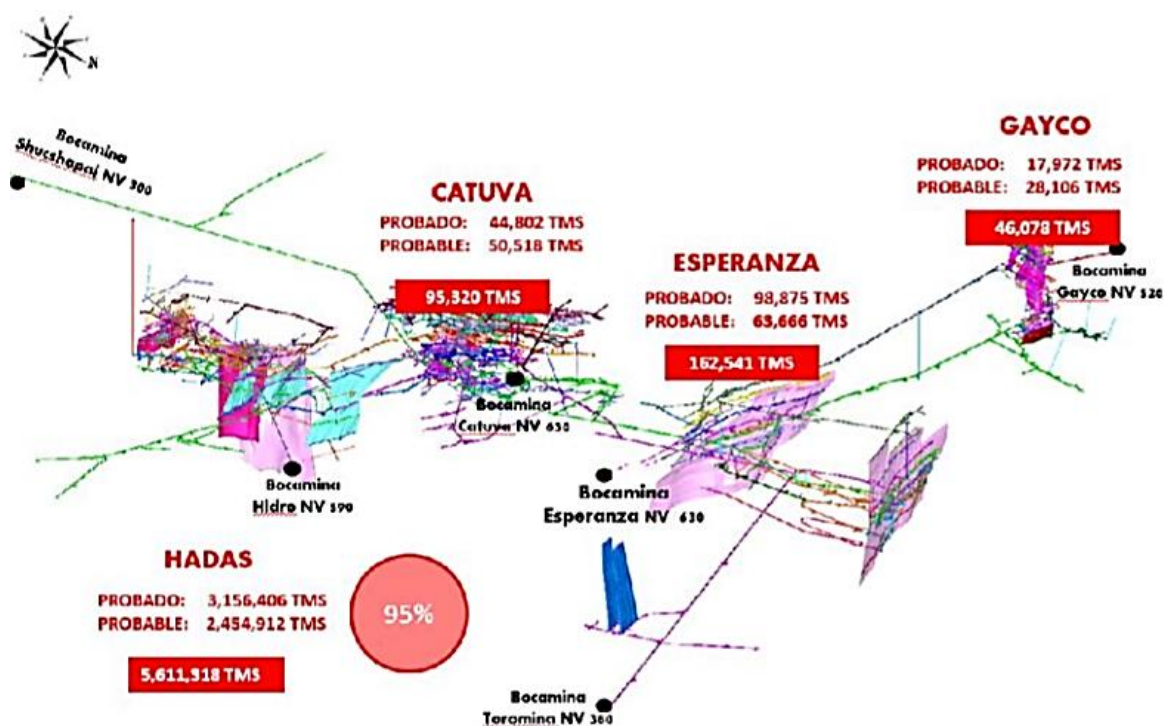 N
Bocamina
Shucshapai NV 300
CATUVA
PROBADO: 44,802 TMS
PROBABLE: 50,518 TMS
95,320 TMS
GAYCO
PROBADO: 17,972 TMS
PROBABLE: 28,106 TMS
46,078 TMS
Bocamina
Gayco NV 520
ESPERANZA
PROBADO: 98,875 TMS
PROBABLE: 63,666 TMS
162,541 TMS
Bocamina
Catuva NV 630
Bocamina
Hidro NV 590
Bocamina
Esperanza NV 630
HADAS
PROBADO: 3,156,406 TMS
PROBABLE: 2,454,912 TMS
5,611,318 TMS
95%
Bocamina
Toromina NV 360